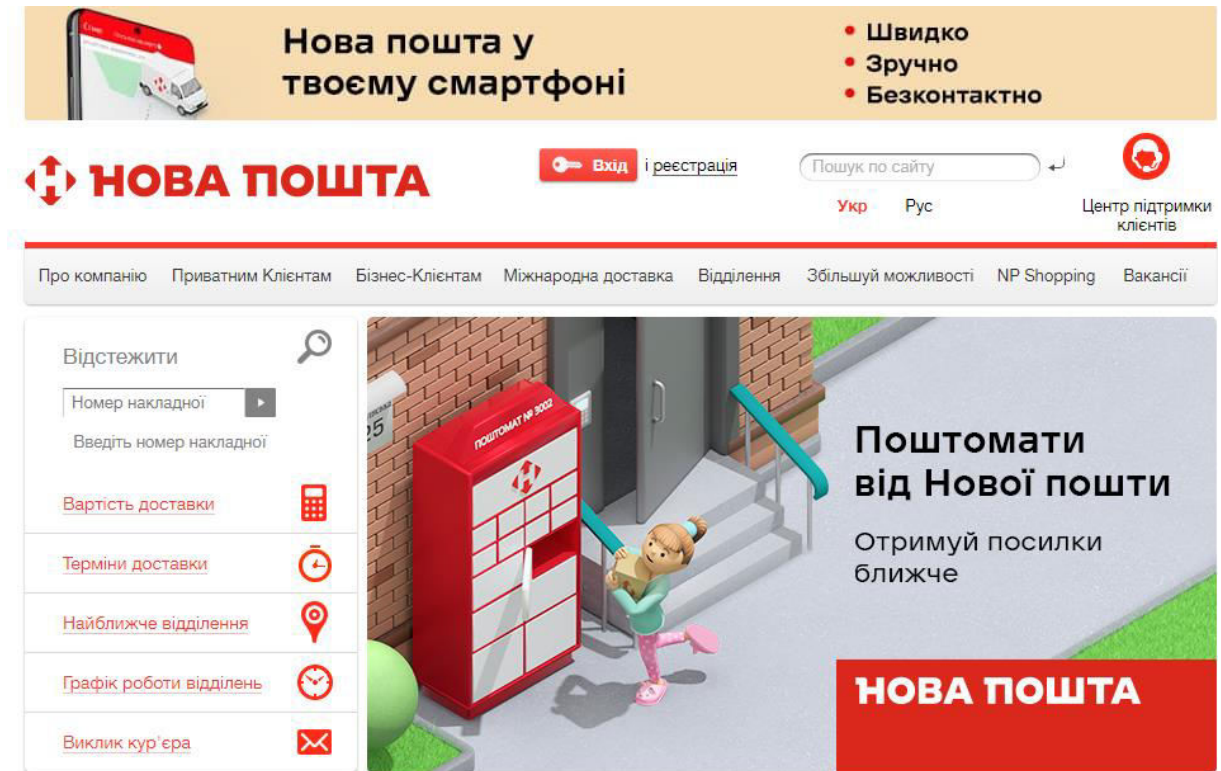 Нова пошта у
твоєму смартфоні
Швидко
Зручно
Безконтактно
НОВА ПОШТА
Вхід і реєстрація
Пошук по сайту
Укр Рус
Центр підтримки
клієнтів
Про компанію Приватним Клієнтам Бізнес-Клієнтам Міжнародна доставка Відділення Збільшуй можливості NP Shopping Вакансії
Відстежити
Номер накладної
Введіть номер накладної
Вартість доставки
Терміни доставки
Найближче відділення
Графік роботи відділень
Виклик кур'єра
25
ПОШТОМАТ № 3002
Поштомати
від Нової пошти
Отримуй посилки
ближче
НОВА ПОШТА